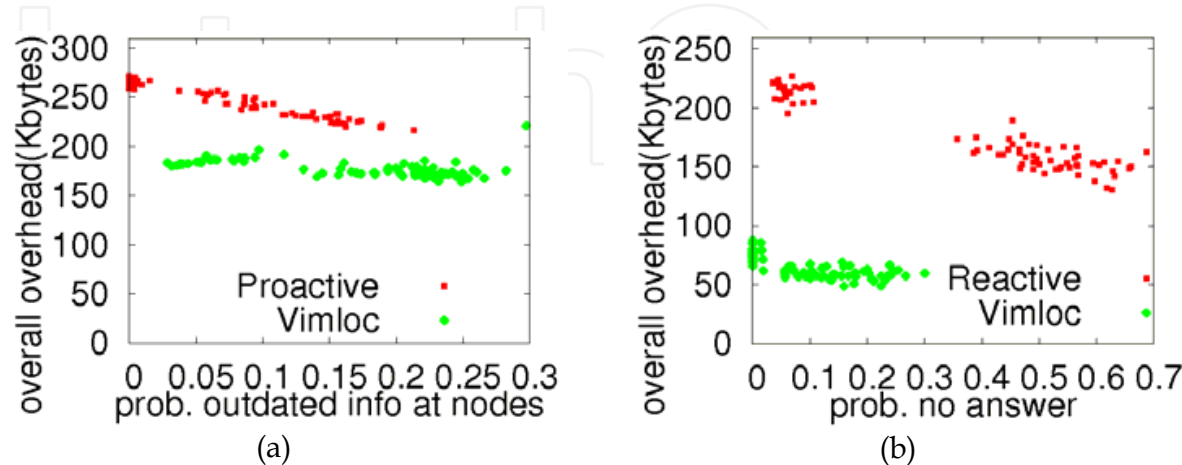 overall overhead(Kbytes)
300
250
200
150
100
50
0
Proactive
Vimloc
0 0.05 0.1 0.15 0.2 0.25 0.3
prob. outdated info at nodes
(a)
overall overhead(Kbytes)
250
200
150
100
50
0
Reactive
Vimloc
0 0.1 0.2 0.3 0.4 0.5 0.6 0.7
prob. no answer
(b)